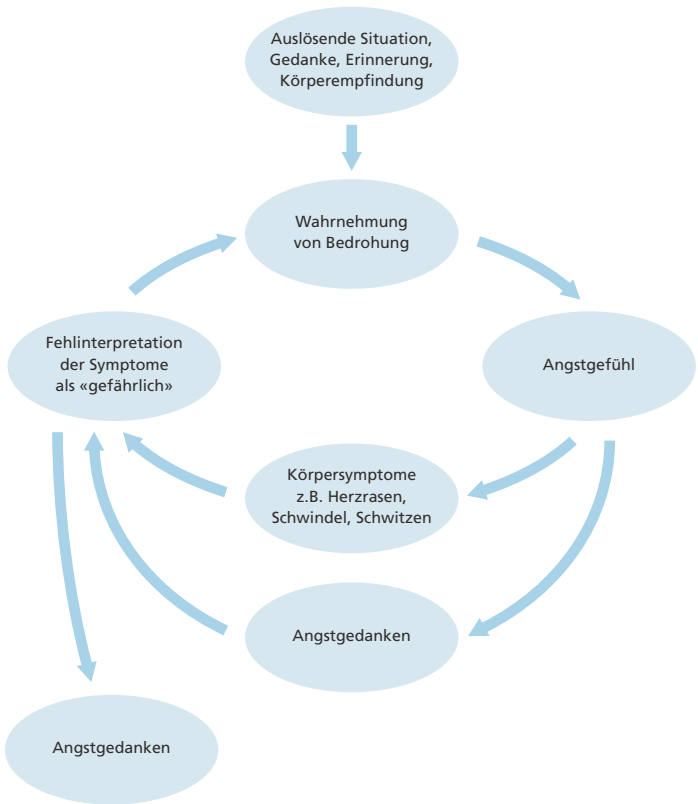 Auslösende Situation,
Gedanke, Erinnerung,
Körperempfindung
Wahrnehmung
von Bedrohung
Fehlinterpretation
der Symptome
als «gefährlich»
Angstgefühl
Körpersymptome
z.B. Herzrasen,
Schwindel, Schwitzen
Angstgedanken
Angstgedanken